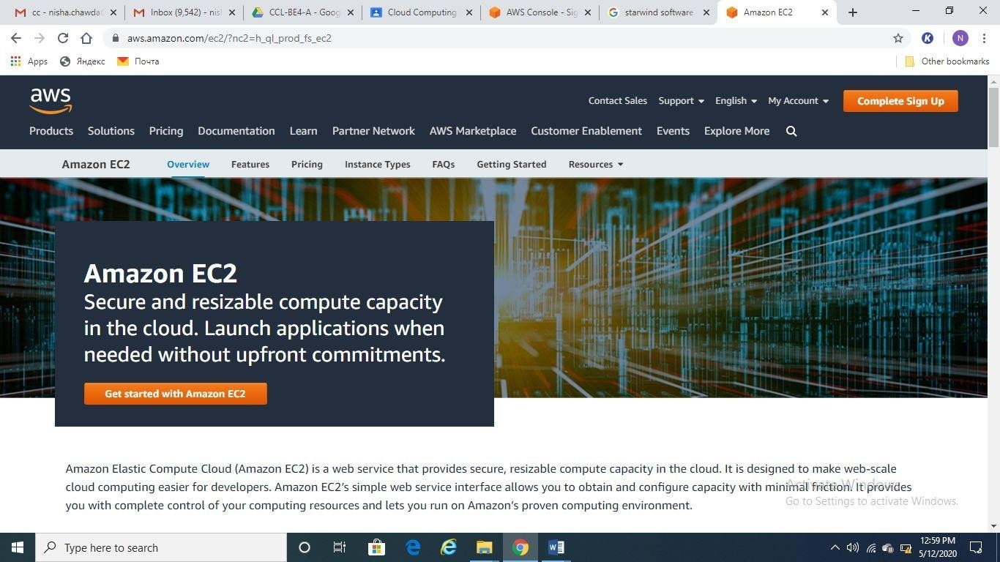 cc - nisha.chawda
Inbox (9,542) - nis
CCL-BE4-A - Goog
Cloud Computing
AWS Console - Sig
starwind software
Amazon EC2
aws.amazon.com/ec2/?nc2=h_ql_prod_fs_ec2
K
N
Apps
Яндекс
Почта
Other bookmarks
aws
Contact Sales Support English My Account Complete Sign Up
Products Solutions Pricing Documentation Learn Partner Network AWS Marketplace Customer Enablement Events Explore More
Amazon EC2 Overview Features Pricing Instance Types FAQs Getting Started Resources
Amazon EC2
Secure and resizable compute capacity
in the cloud. Launch applications when
needed without upfront commitments.
Get started with Amazon EC2
Amazon Elastic Compute Cloud (Amazon EC2) is a web service that provides secure, resizable compute capacity in the cloud. It is designed to make web-scale
cloud computing easier for developers. Amazon EC2's simple web service interface allows you to obtain and configure capacity with minimal friction. It provides
you with complete control of your computing resources and lets you run on Amazon's proven computing environment.
Activate Windows
Go to Settings to activate Windows.
Type here to search
12:59 PM
5/12/2020